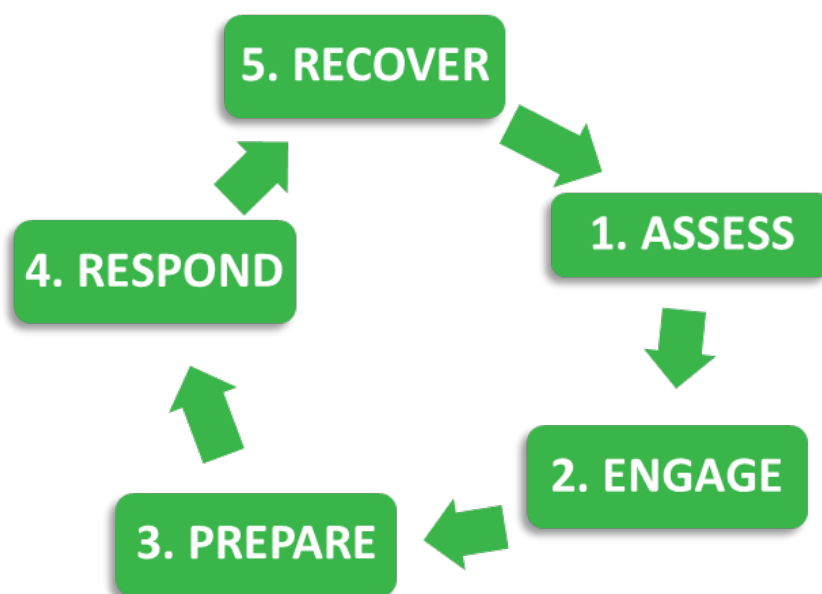 5. RECOVER
1. ASSESS
4. RESPOND
2. ENGAGE
3. PREPARE